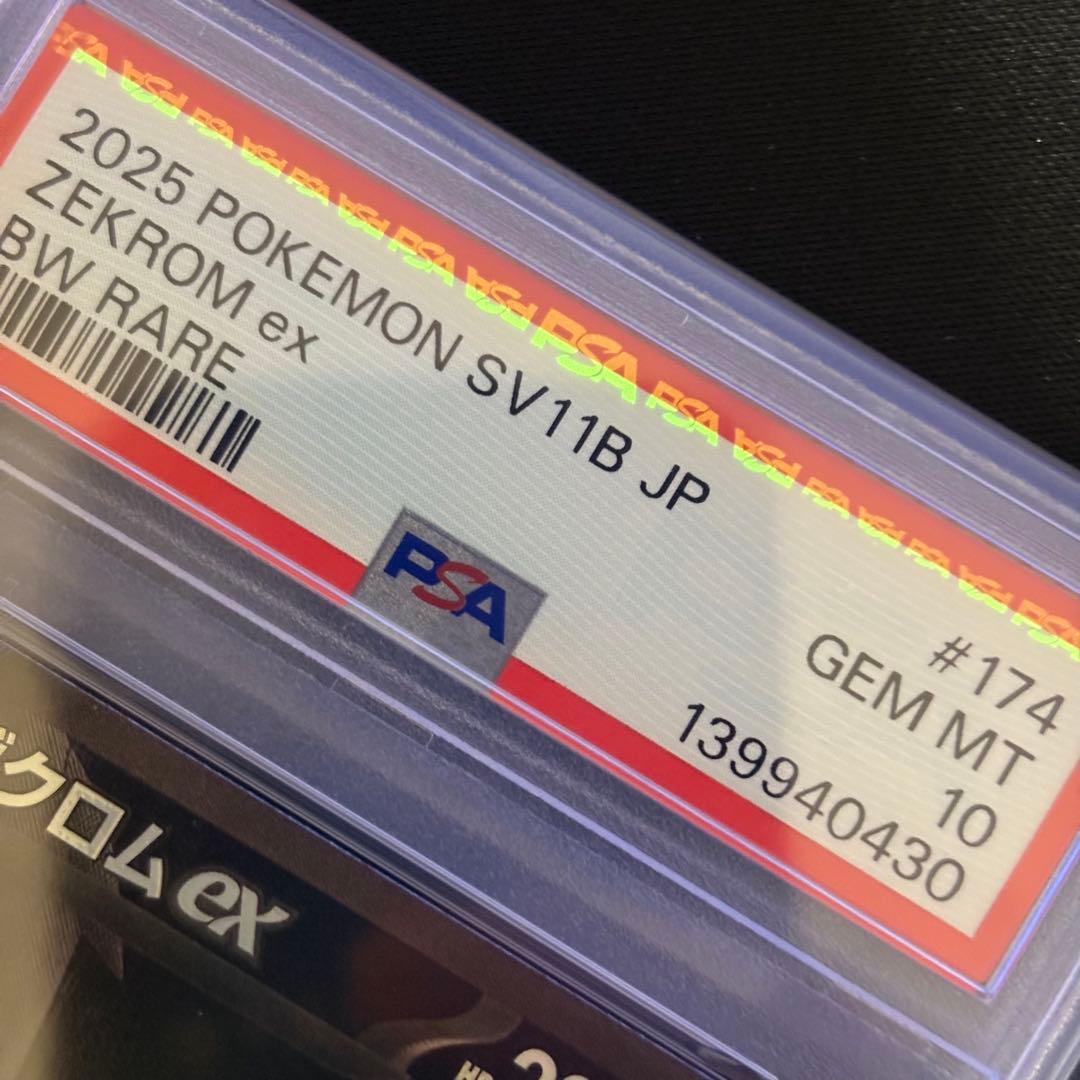 2025 POKEMON SV11B JP
#174
ZEKROM ex
GEM MT
BW RARE
10
PSA
139940430
クロムex
HP